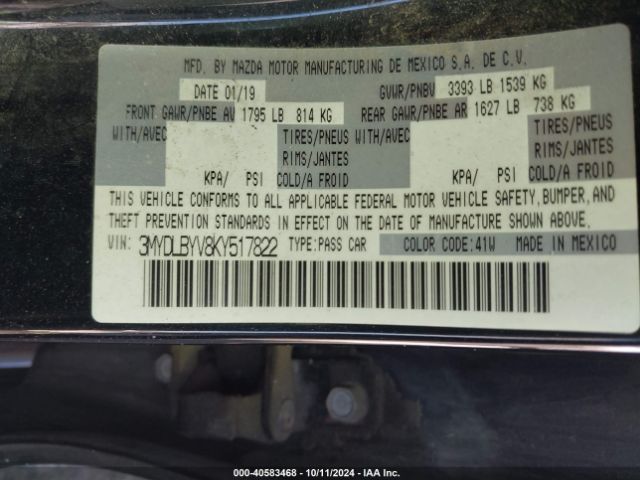 MFD. BY MAZDA MOTOR MANUFACTURING DE MEXICO S.A. DE C.V.
DATE 01/19 GVWR/PNBV 3393 LB 1539 KG
FRONT GAWR/PNBE AV 1795 LB 814 KG REAR GAWR/PNBE AR 1627 LB 738 KG
WITH/AVEC TIRES/PNEUS WITH/AVEC TIRES/PNEUS
RIMS/JANTES RIMS/JANTES
KPA/ PSI COLD/A FROID KPA/ PSI COLD/A FROID
THIS VEHICLE CONFORMS TO ALL APPLICABLE FEDERAL MOTOR VEHICLE SAFETY, BUMPER, AND
THEFT PREVENTION STANDARDS IN EFFECT ON THE DATE OF MANUFACTURE SHOWN ABOVE.
VIN: 3MYDLBYV8KY517822 TYPE:PASS CAR COLOR CODE:41W MADE IN MEXICO
000-40583468 - 10/11/2024 - IAA Inc.